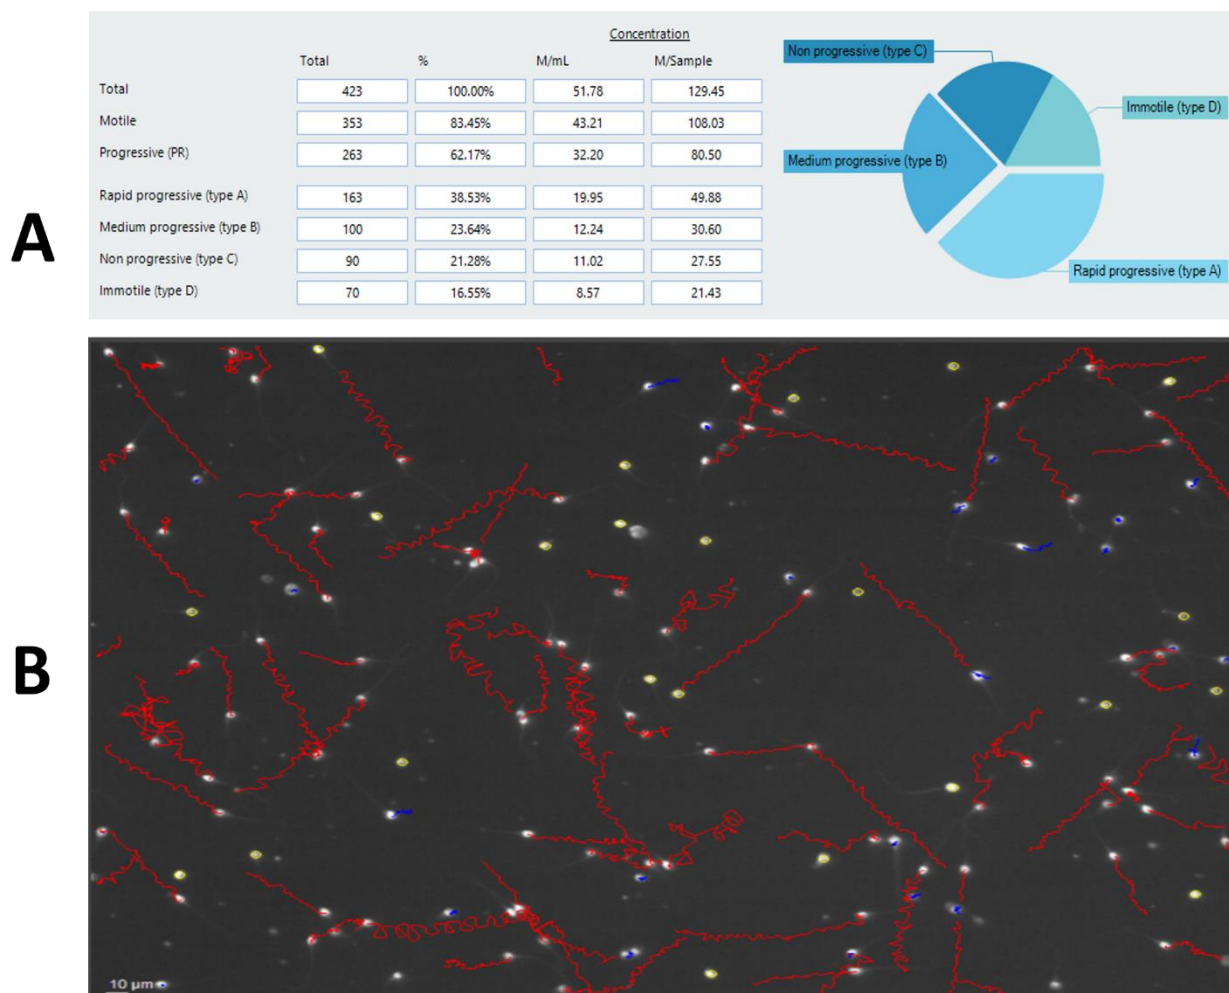 Concentration
Total % M/mL M/Sample
Total 423 100.00% 51.78 129.45
Motile 353 83.45% 43.21 108.03
Progressive (PR) 263 62.17% 32.20 80.50
Rapid progressive (type A) 163 38.53% 19.95 49.88
Medium progressive (type B) 100 23.64% 12.24 30.60
Non progressive (type C) 90 21.28% 11.02 27.55
Immotile (type D) 70 16.55% 8.57 21.43
Non progressive (type C)
Immotile (type D)
Medium progressive (type B)
Rapid progressive (type A)
A
B
10 µm